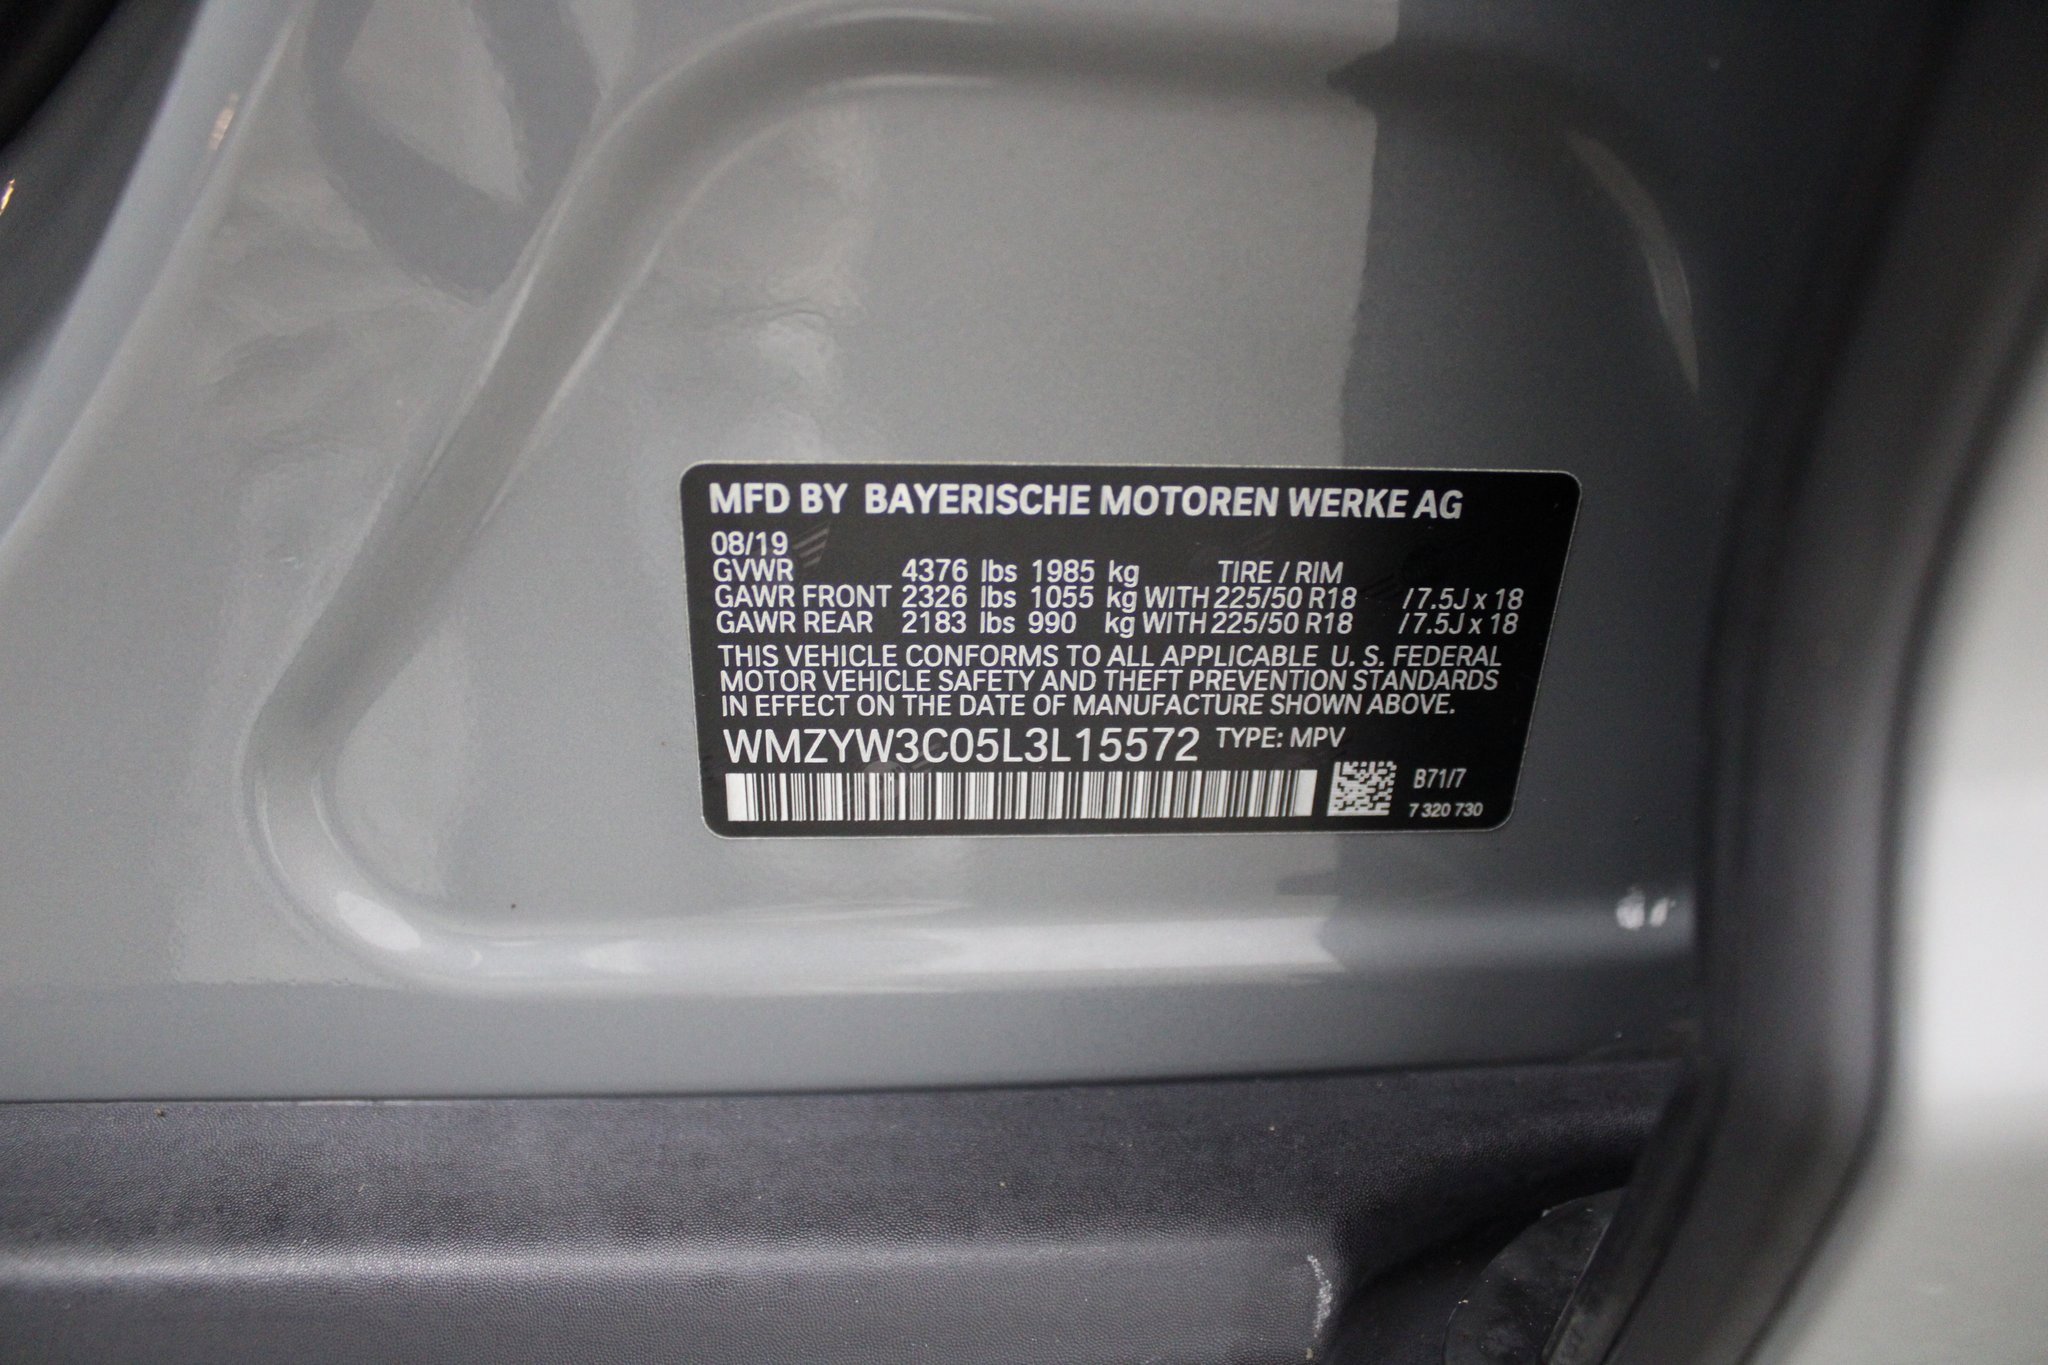 MFD BY BAYERISCHE MOTOREN WERKE AG
08/19
GVWR 4376 lbs 1985 kg TIRE / RIM
GAWR FRONT 2326 lbs 1055 kg WITH 225/50 R18 / 7.5J x 18
GAWR REAR 2183 lbs 990 kg WITH 225/50 R18 / 7.5J x 18
THIS VEHICLE CONFORMS TO ALL APPLICABLE U. S. FEDERAL
MOTOR VEHICLE SAFETY AND THEFT PREVENTION STANDARDS
IN EFFECT ON THE DATE OF MANUFACTURE SHOWN ABOVE.
WMZYW3C05L3L15572 TYPE: MPV
B71/7
7 320 730